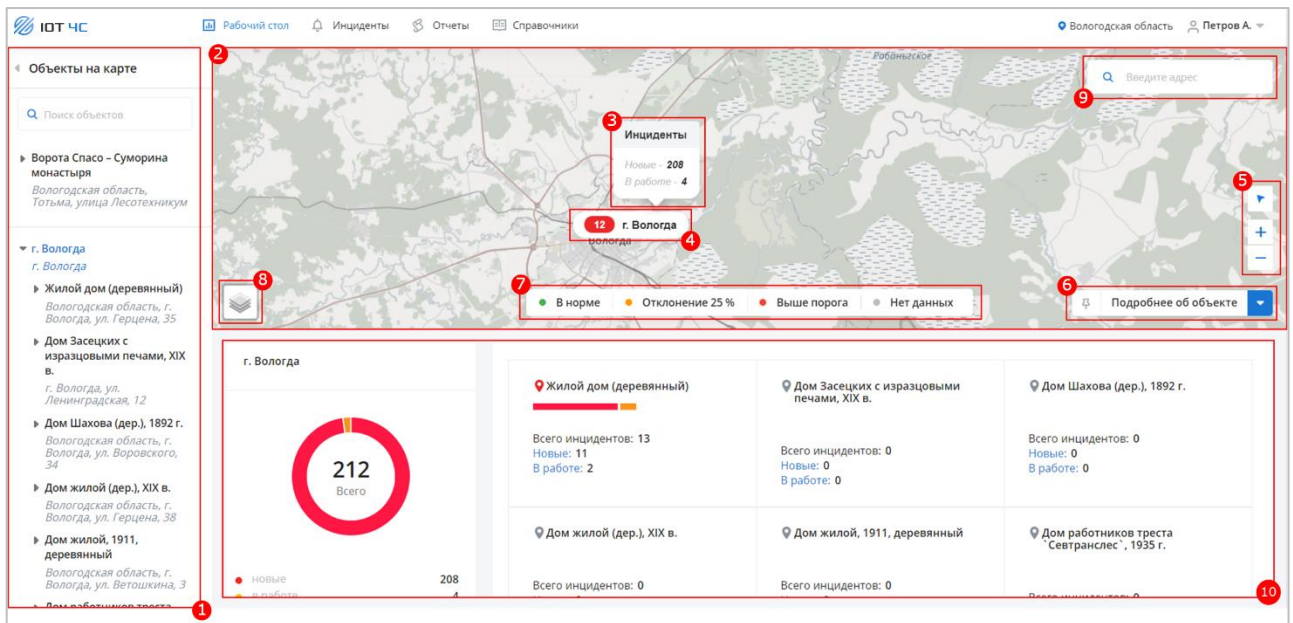 IOT ЧС
Рабочий стол
Инциденты
Отчеты
Справочники
Вологодская область
Петров А.
Объекты на карте
Поиск объектов
Ворота Спасо – Суморина
монастыря
Вологодская область,
Тотьма, улица Лесотехникум
г. Вологда
г. Вологда
Жилой дом (деревянный)
Вологодская область, г.
Вологда, ул. Герцена, 35
Дом Засецких с
изразцовыми печами, XIX
в.
г. Вологда, ул.
Ленинградская, 12
Дом Шахова (дер.), 1892 г.
Вологодская область, г.
Вологда, ул. Воровского,
34
Дом жилой (дер.), XIX в.
Вологодская область, г.
Вологда, ул. Герцена, 38
Дом жилой, 1911,
деревянный
Вологодская область, г.
Вологда, ул. Ветошкина, 3
Дом работников треста
1
2
Рабаньгское
Введите адрес
9
3
Инциденты
Новые - 208
В работе - 4
12 г. Вологда
4
Вологда
5
+
−
8
7
В норме
Отклонение 25 %
Выше порога
Нет данных
6
Подробнее об объекте
г. Вологда
212
Всего
новые 208
в работе 4
Жилой дом (деревянный)
Всего инцидентов: 13
Новые: 11
В работе: 2
Дом Засецких с изразцовыми
печами, XIX в.
Всего инцидентов: 0
Новые: 0
В работе: 0
Дом Шахова (дер.), 1892 г.
Всего инцидентов: 0
Новые: 0
В работе: 0
Дом жилой (дер.), XIX в.
Всего инцидентов: 0
Дом жилой, 1911, деревянный
Всего инцидентов: 0
Дом работников треста
`Севтранслес`, 1935 г.
Всего инцидентов: 0
10